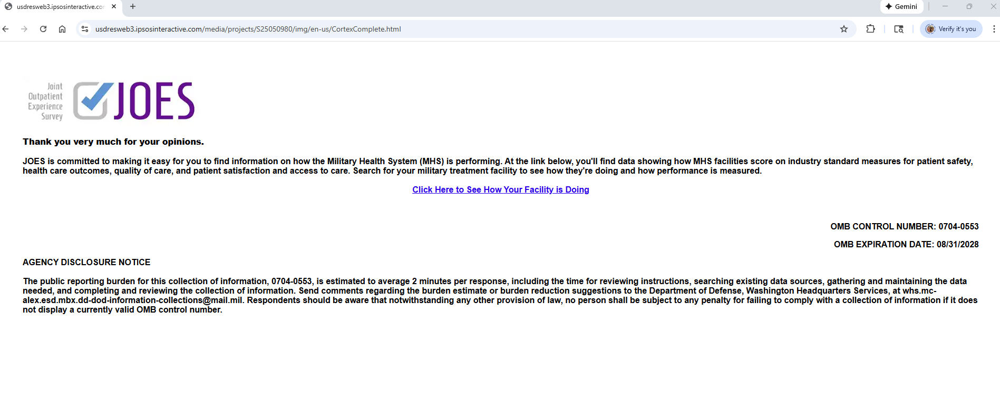 usdresweb3.ipsosinteractive.co
Gemini
usdresweb3.ipsosinteractive.com/media/projects/S25050980/img/en-us/CortexComplete.html
Verify it's you
Joint
Outpatient
Experience
Survey
JOES
Thank you very much for your opinions.
JOES is committed to making it easy for you to find information on how the Military Health System (MHS) is performing. At the link below, you'll find data showing how MHS facilities score on industry standard measures for patient safety,
health care outcomes, quality of care, and patient satisfaction and access to care. Search for your military treatment facility to see how they're doing and how performance is measured.
Click Here to See How Your Facility is Doing
OMB CONTROL NUMBER: 0704-0553
OMB EXPIRATION DATE: 08/31/2028
AGENCY DISCLOSURE NOTICE
The public reporting burden for this collection of information, 0704-0553, is estimated to average 2 minutes per response, including the time for reviewing instructions, searching existing data sources, gathering and maintaining the data
needed, and completing and reviewing the collection of information. Send comments regarding the burden estimate or burden reduction suggestions to the Department of Defense, Washington Headquarters Services, at whs.mc-
alex.esd.mbx.dd-dod-information-collections@mail.mil. Respondents should be aware that notwithstanding any other provision of law, no person shall be subject to any penalty for failing to comply with a collection of information if it does
not display a currently valid OMB control number.